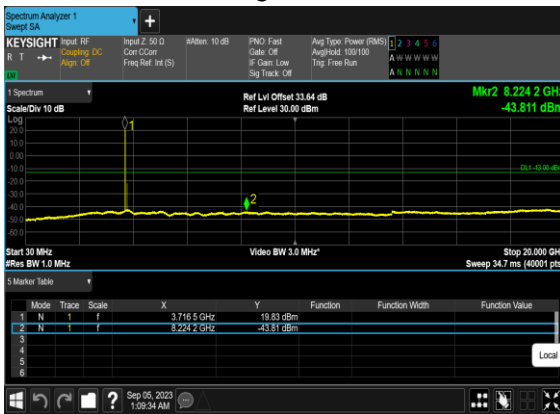 Spectrum Analyzer 1
Swept SA
+
KEYSIGHT Input: RF Input Z: 50 Ω #Atten: 10 dB PNO: Fast Avg Type: Power (RMS) 1 2 3 4 5 6
R T Coupling: DC Corr CCorr Gate: Off Avg|Hold: 100/100 A W W W W W
Align: Off Freq Ref: Int (S) IF Gain: Low Trig: Free Run A N N N N N
Sig Track: Off
LV
1 Spectrum Ref Lvl Offset 33.64 dB Mkr2 8.224 2 GHz
Scale/Div 10 dB Ref Level 30.00 dBm -43.811 dBm
Log
20.0
10.0
0.00
-10.0
-20.0
-30.0
-40.0
-50.0
-60.0
1
DL1 -13.00 dBm
2
Start 30 MHz Video BW 3.0 MHz* Stop 20.000 GH
#Res BW 1.0 MHz Sweep 34.7 ms (40001 pts
5 Marker Table
Mode Trace Scale X Y Function Function Width Function Value
1 N 1 f 3.716 5 GHz 19.83 dBm
2 N 1 f 8.224 2 GHz -43.81 dBm
3
4
5
6
Local
?
Sep 05, 2023
1:09:34 AM